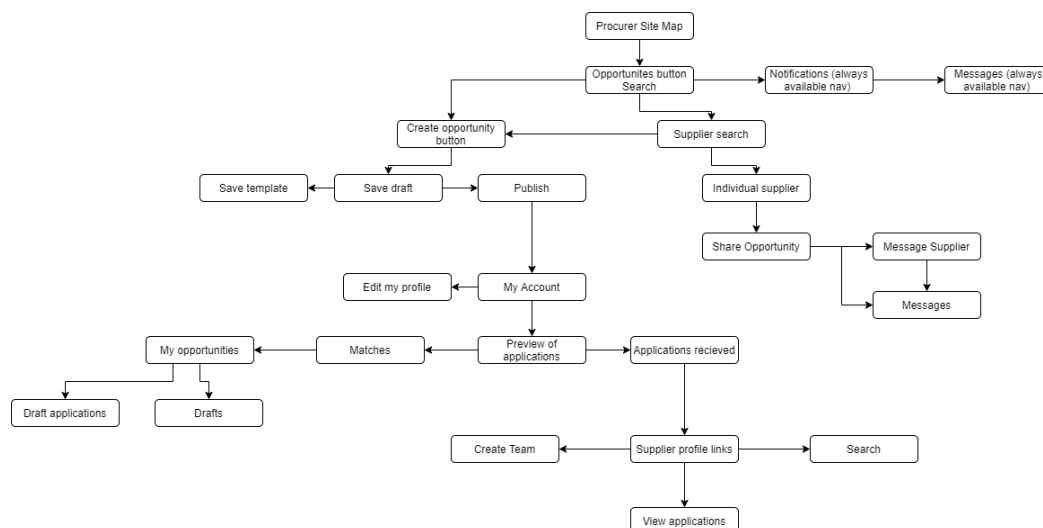 Procurer Site Map
Opportunites button
Search
Notifications (always
available nav)
Messages (always
available nav)
Create opportunity
button
Supplier search
Save template
Save draft
Publish
Individual supplier
Share Opportunity
Message Supplier
Edit my profile
My Account
Messages
My opportunities
Matches
Preview of
applications
Applications recieved
Draft applications
Drafts
Create Team
Supplier profile links
Search
View applications